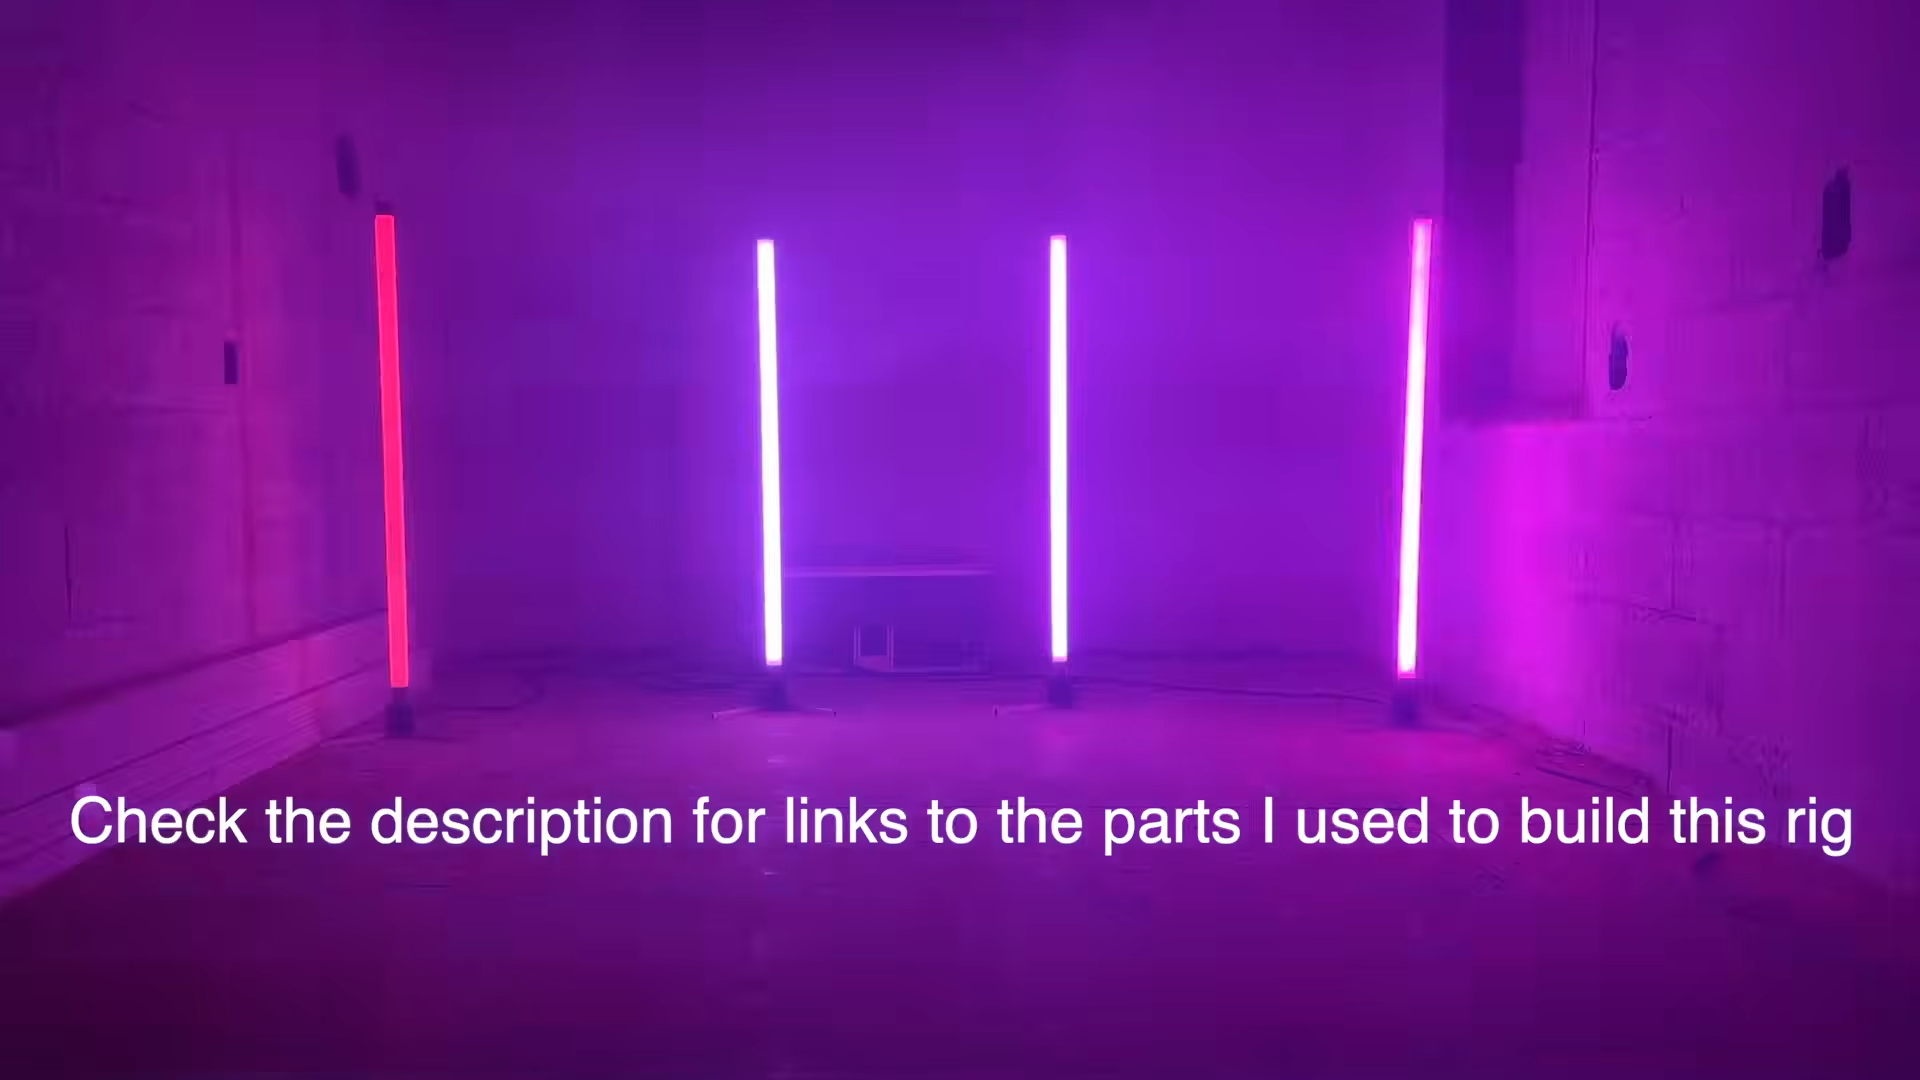 Check the description for links to the parts I used to build this rig